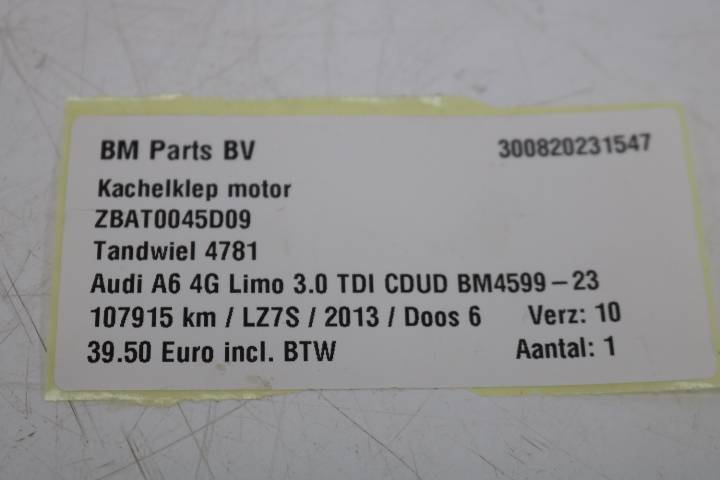 BM Parts BV 300820231547
Kachelklep motor
ZBAT0045D09
Tandwiel 4781
Audi A6 4G Limo 3.0 TDI CDUD BM4599-23
107915 km / LZ7S / 2013 / Doos 6 Verz: 10
39.50 Euro incl. BTW Aantal: 1